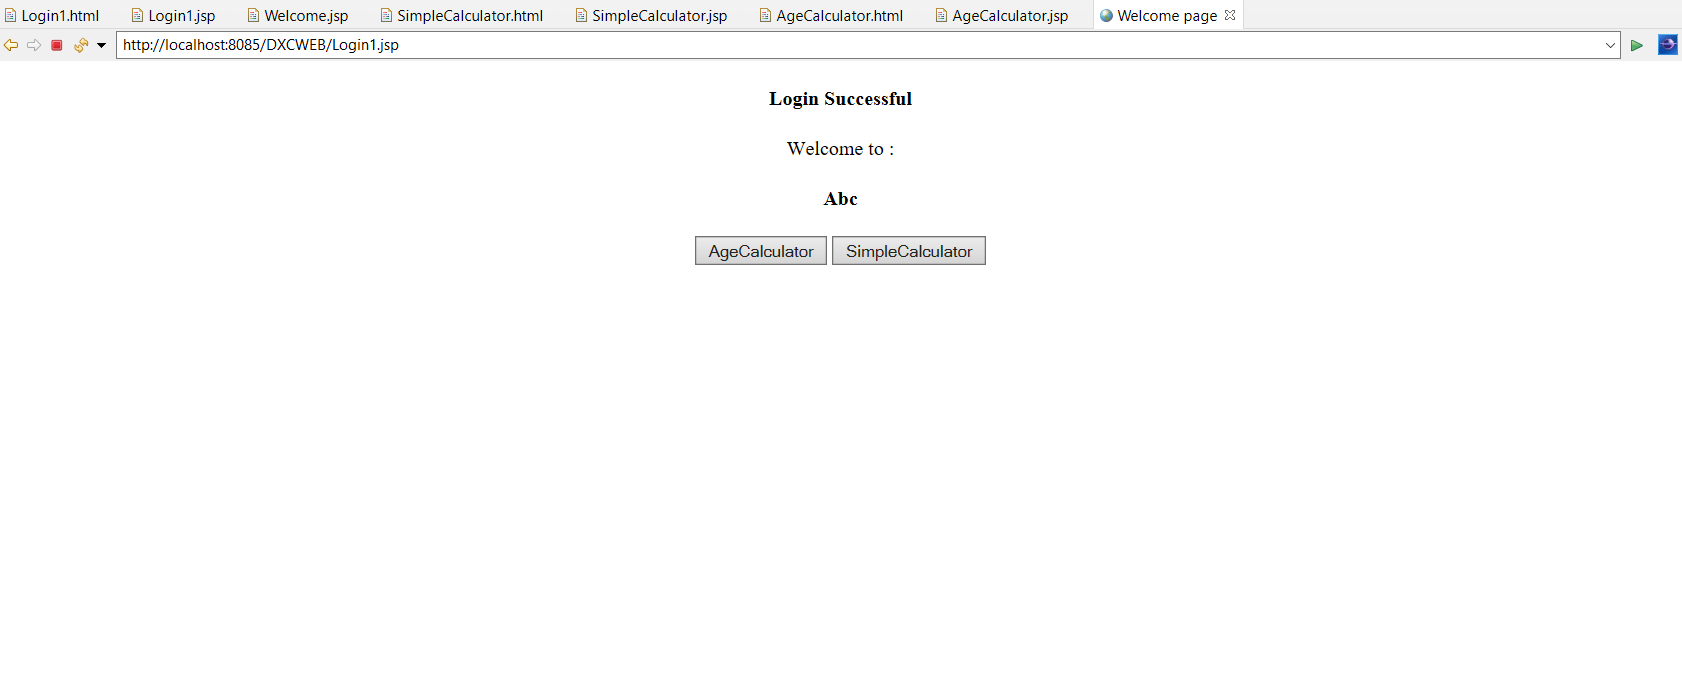 Login1.html Login1.jsp Welcome.jsp SimpleCalculator.html SimpleCalculator.jsp AgeCalculator.html AgeCalculator.jsp Welcome page
http://localhost:8085/DXCWEB/Login1.jsp
Login Successful
Welcome to :
Abc
AgeCalculator SimpleCalculator